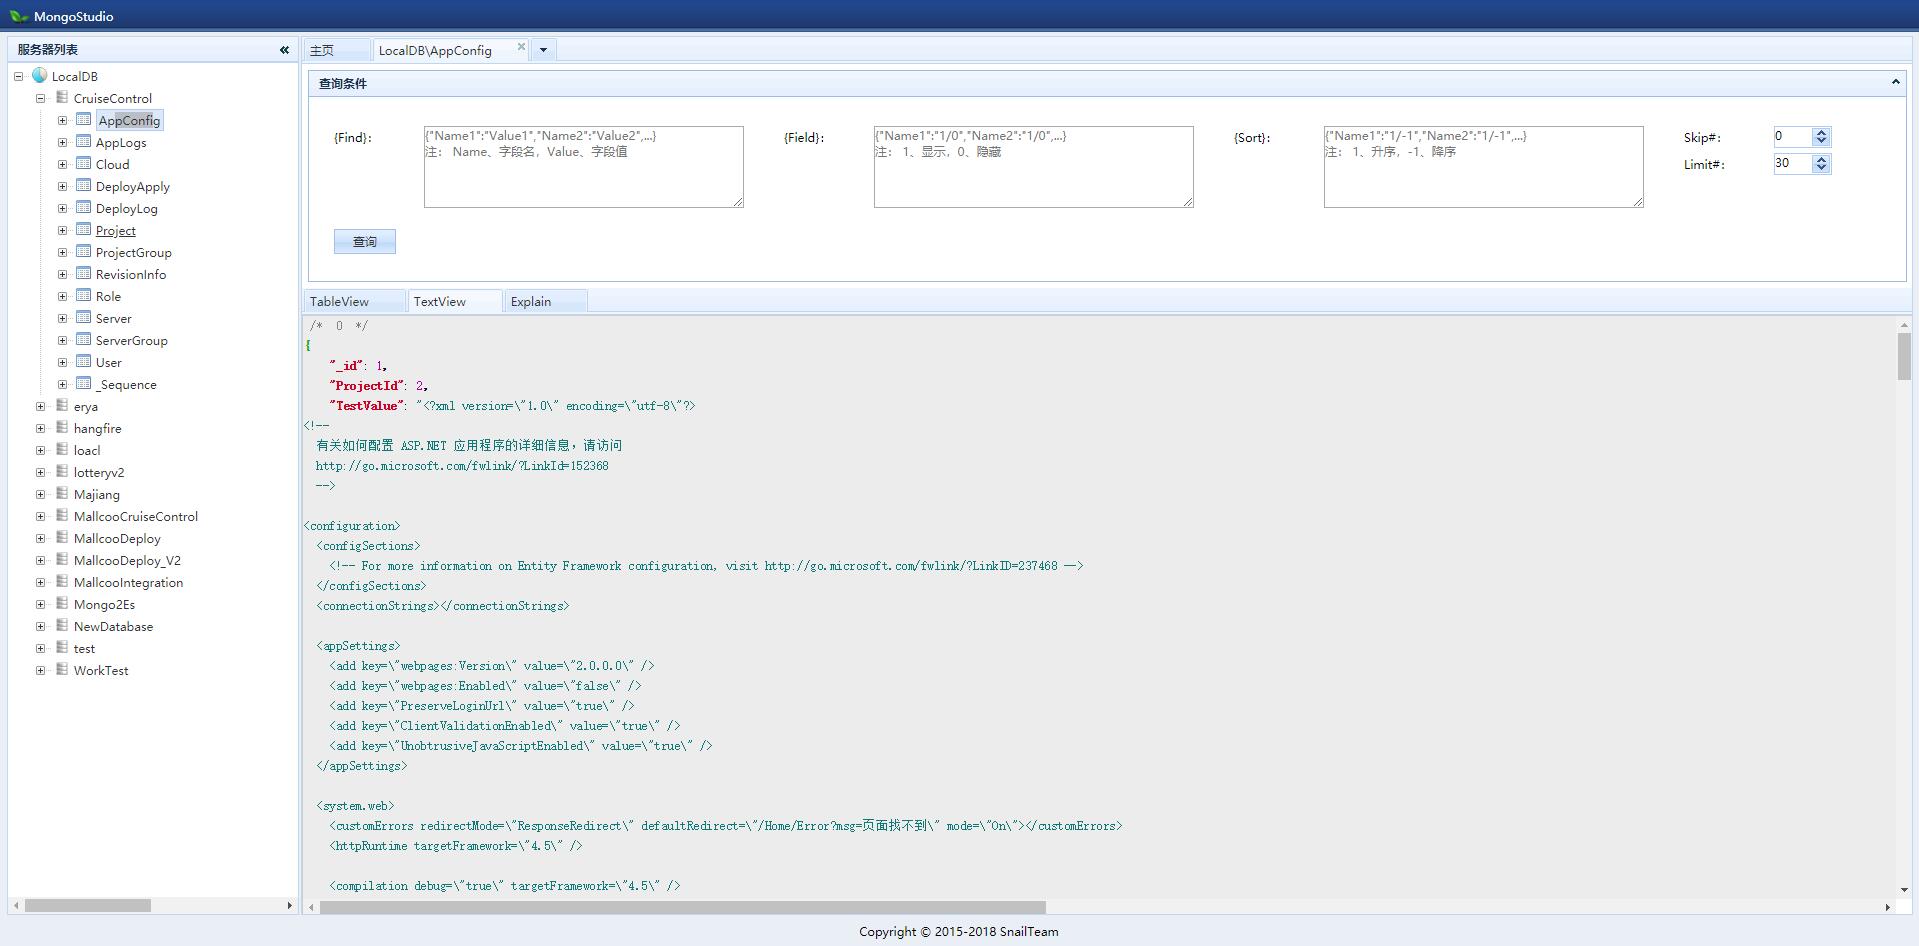 MongoStudio
服务器列表
LocalDB
CruiseControl
AppConfig
AppLogs
Cloud
DeployApply
DeployLog
Project
ProjectGroup
RevisionInfo
Role
Server
ServerGroup
User
_Sequence
erya
hangfire
loacl
lotteryv2
Majiang
MallcooCruiseControl
MallcooDeploy
MallcooDeploy_V2
MallcooIntegration
Mongo2Es
NewDatabase
test
WorkTest
主页
LocalDB\AppConfig
查询条件
{Find}:
{"Name1":"Value1","Name2":"Value2",...}
注： Name、字段名，Value、字段值
{Field}:
{"Name1":"1/0","Name2":"1/0",...}
注： 1、显示，0、隐藏
{Sort}:
{"Name1":"1/-1","Name2":"1/-1",...}
注： 1、升序，-1、降序
Skip#: 0
Limit#: 30
查询
TableView TextView Explain
/* 0 */
{
"_id": 1,
"ProjectId": 2,
"TestValue": "<?xml version=\"1.0\" encoding=\"utf-8\"?>
<!--
有关如何配置 ASP.NET 应用程序的详细信息，请访问
http://go.microsoft.com/fwlink/?LinkId=152368
-->
<configuration>
<configSections>
<!-- For more information on Entity Framework configuration, visit http://go.microsoft.com/fwlink/?LinkID=237468 -->
</configSections>
<connectionStrings></connectionStrings>
<appSettings>
<add key=\"webpages:Version\" value=\"2.0.0.0\" />
<add key=\"webpages:Enabled\" value=\"false\" />
<add key=\"PreserveLoginUrl\" value=\"true\" />
<add key=\"ClientValidationEnabled\" value=\"true\" />
<add key=\"UnobtrusiveJavaScriptEnabled\" value=\"true\" />
</appSettings>
<system.web>
<customErrors redirectMode=\"ResponseRedirect\" defaultRedirect=\"/Home/Error?msg=页面找不到\" mode=\"On\"></customErrors>
<httpRuntime targetFramework=\"4.5\" />
<compilation debug=\"true\" targetFramework=\"4.5\" />
Copyright © 2015-2018 SnailTeam